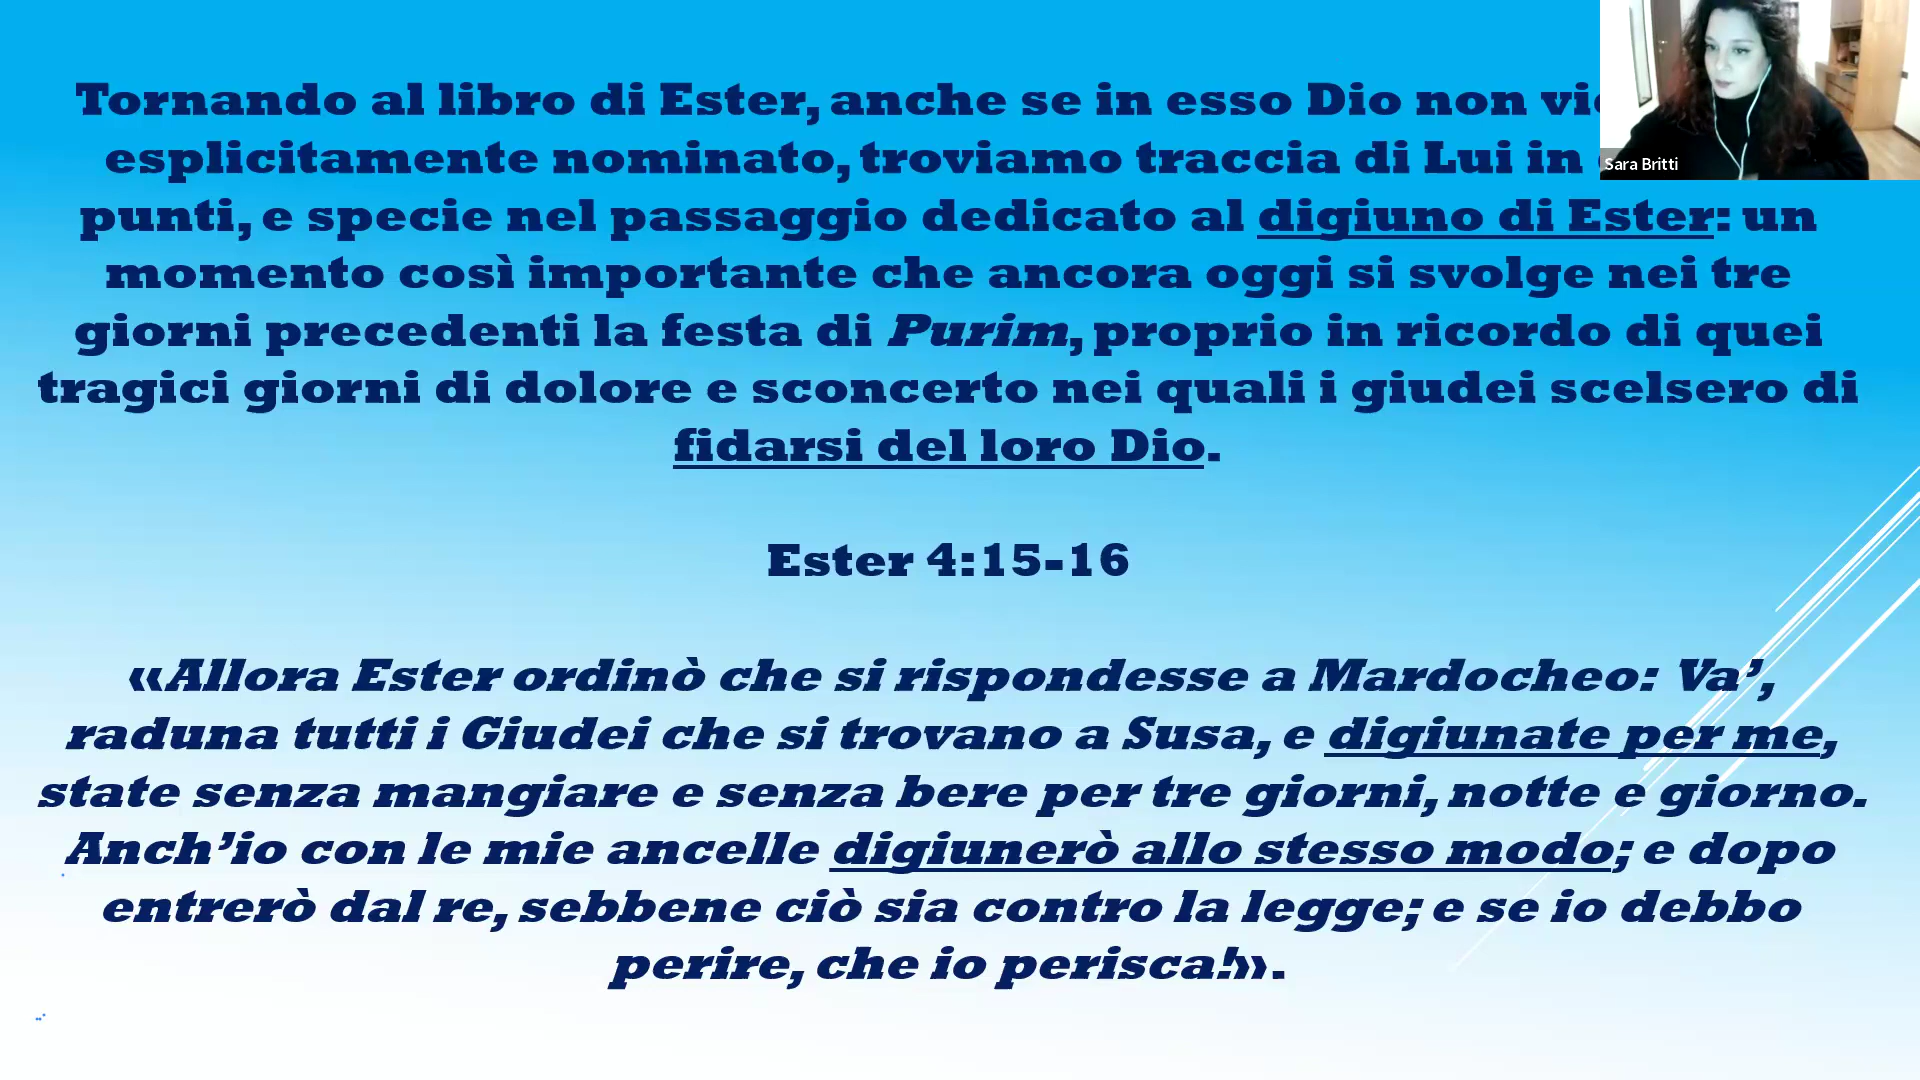 Tornando al libro di Ester, anche se in esso Dio non
esplicitamente nominato, troviamo traccia di Lui in
punti, e specie nel passaggio dedicato al digiuno di Ester: un
momento così importante che ancora oggi si svolge nei tre
giorni precedenti la festa di Purim, proprio in ricordo di quei
tragici giorni di dolore e sconcerto nei quali i giudei scelsero di
fidarsi del loro Dio.
Ester 4:15-16
«Allora Ester ordinò che si rispondesse a Mardocheo: Va’,
raduna tutti i Giudei che si trovano a Susa, e digiunate per me,
state senza mangiare e senza bere per tre giorni, notte e giorno.
Anch’io con le mie ancelle digiunerò allo stesso modo; e dopo
entrerò dal re, sebbene ciò sia contro la legge; e se io debbo
perire, che io perisca!».
Sara Britti